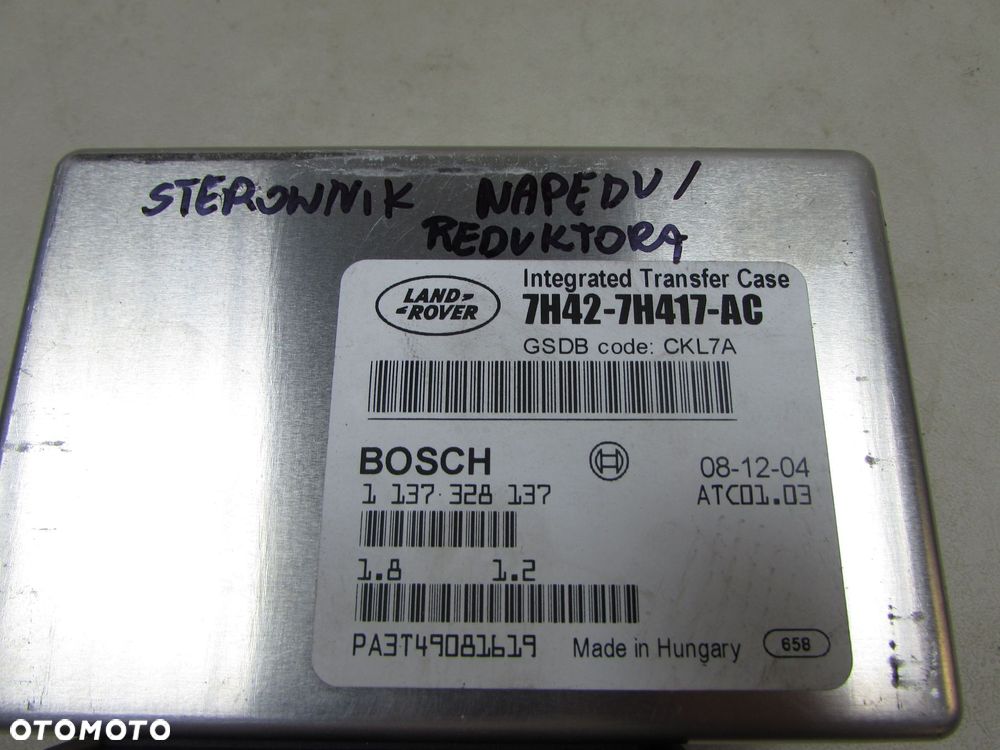 STEROWNIK NAPĘDU/
REDUKTORA
LAND-
-ROVER
Integrated Transfer Case
7H42-7H417-AC
GSDB code: CKL7A
BOSCH
08-12-04
1 137 328 137
ATC01.03
1.8 1.2
PA3T49081619
Made in Hungary
658
OTOMOTO